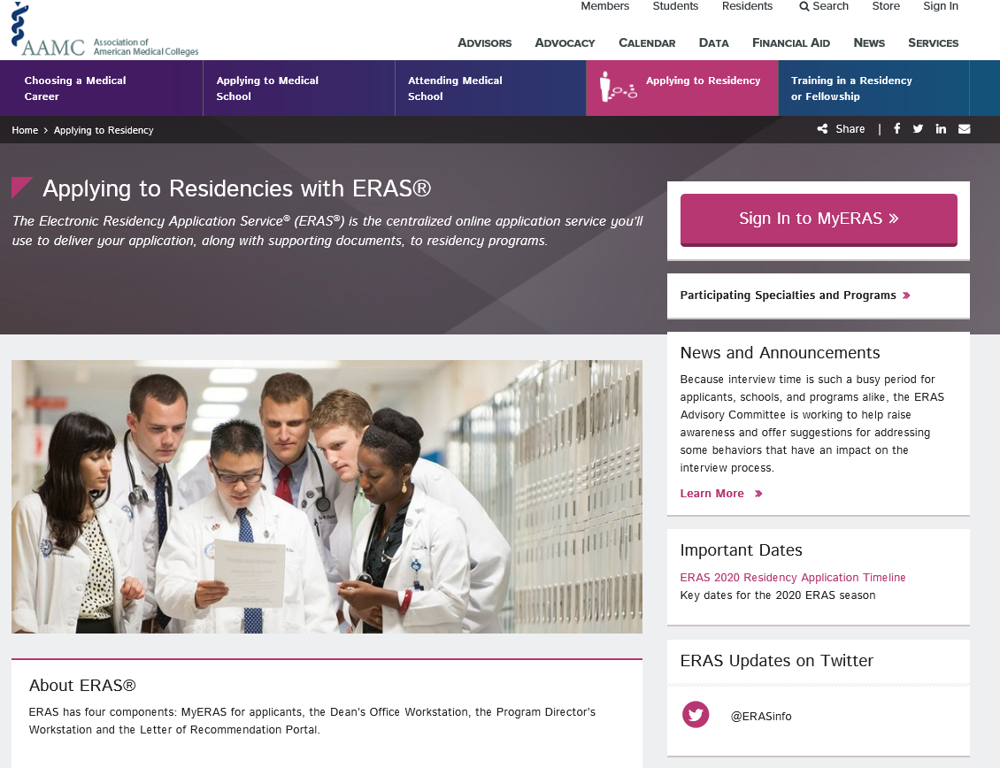 Members Students Residents Search Store Sign In
AAMC Association of
American Medical Colleges
ADVISORS ADVOCACY CALENDAR DATA FINANCIAL AID NEWS SERVICES
Choosing a Medical
Career
Applying to Medical
School
Attending Medical
School
Applying to Residency
Training in a Residency
or Fellowship
Home › Applying to Residency
Share |
Applying to Residencies with ERAS®
The Electronic Residency Application Service® (ERAS®) is the centralized online application service you'll
use to deliver your application, along with supporting documents, to residency programs.
Sign In to MyERAS »
Participating Specialties and Programs »
News and Announcements
Because interview time is such a busy period for
applicants, schools, and programs alike, the ERAS
Advisory Committee is working to help raise
awareness and offer suggestions for addressing
some behaviors that have an impact on the
interview process.
Learn More »
Important Dates
ERAS 2020 Residency Application Timeline
Key dates for the 2020 ERAS season
ERAS Updates on Twitter
@ERASinfo
About ERAS®
ERAS has four components: MyERAS for applicants, the Dean's Office Workstation, the Program Director's
Workstation and the Letter of Recommendation Portal.